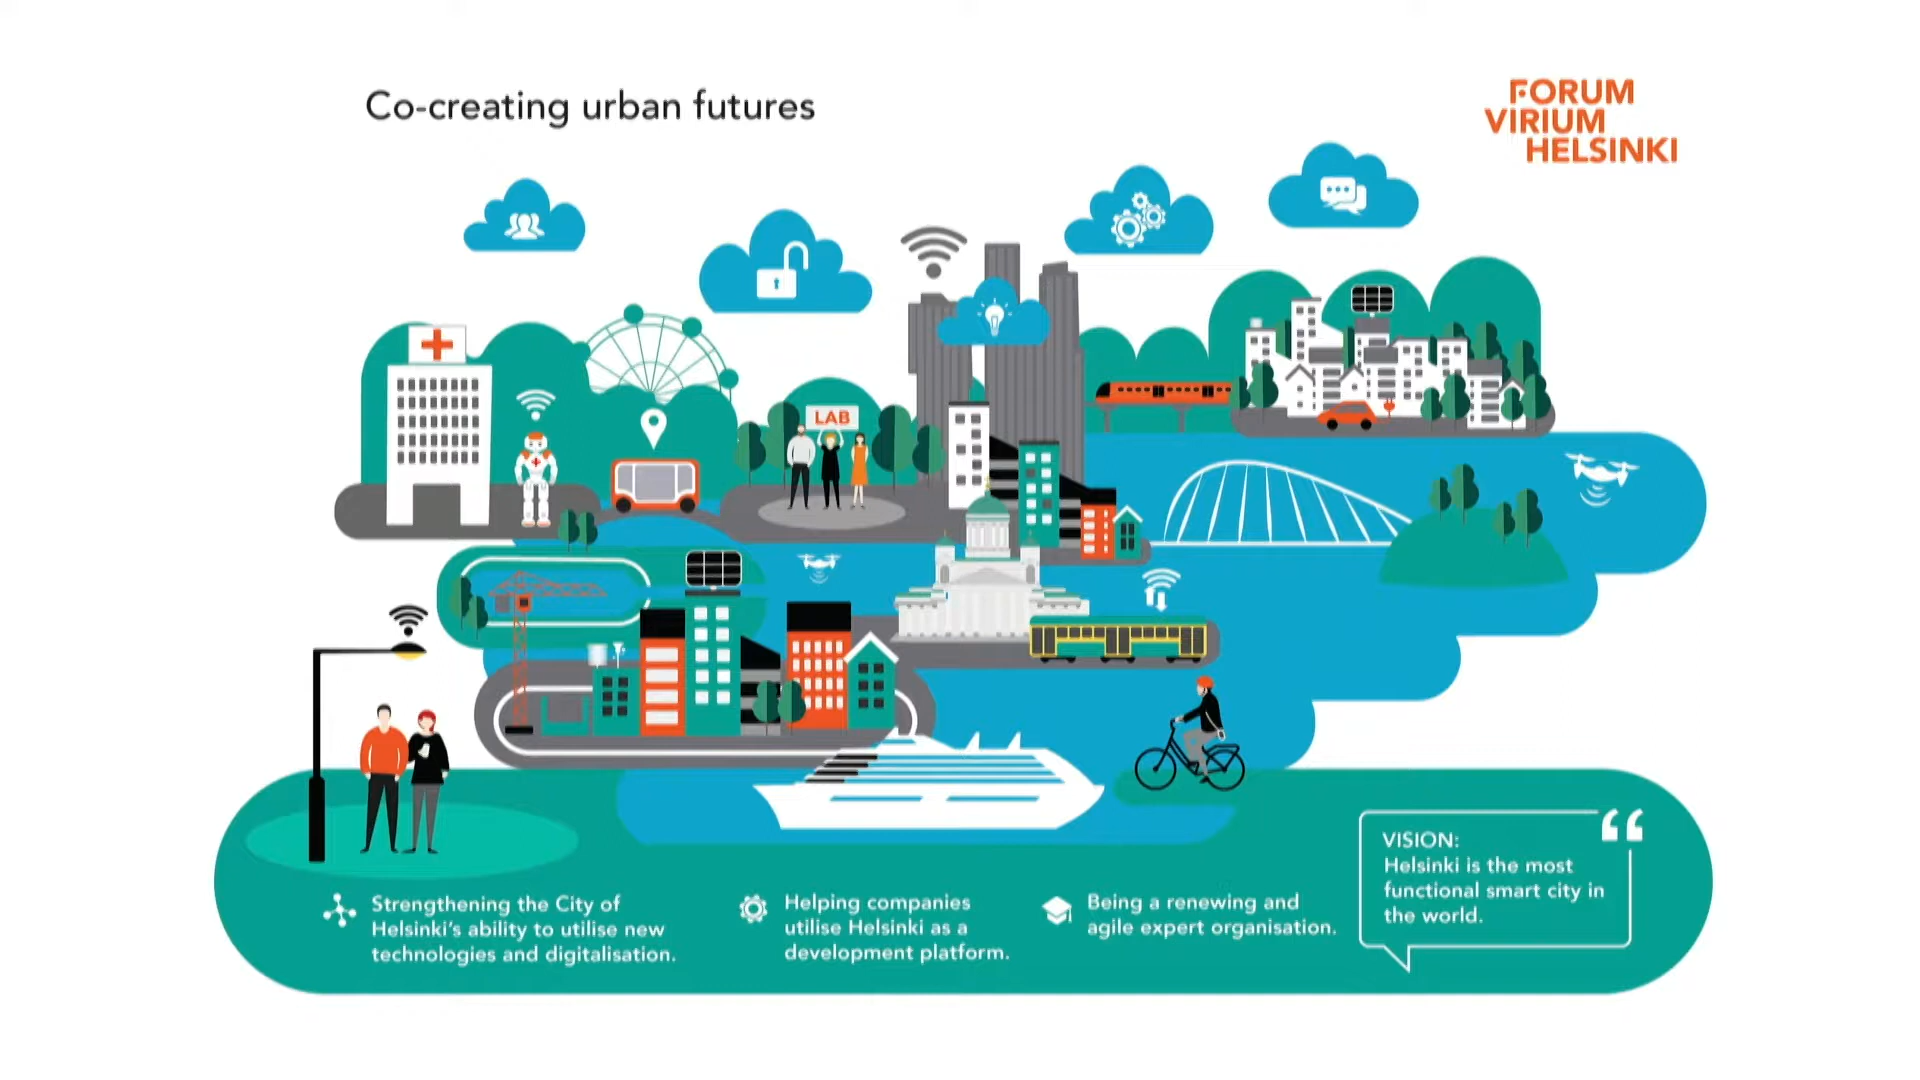 Co-creating urban futures
FORUM
VIRIUM
HELSINKI
LAB
Strengthening the City of
Helsinki's ability to utilise new
technologies and digitalisation.
Helping companies
utilise Helsinki as a
development platform.
Being a renewing and
agile expert organisation.
VISION:
Helsinki is the most
functional smart city in
the world.